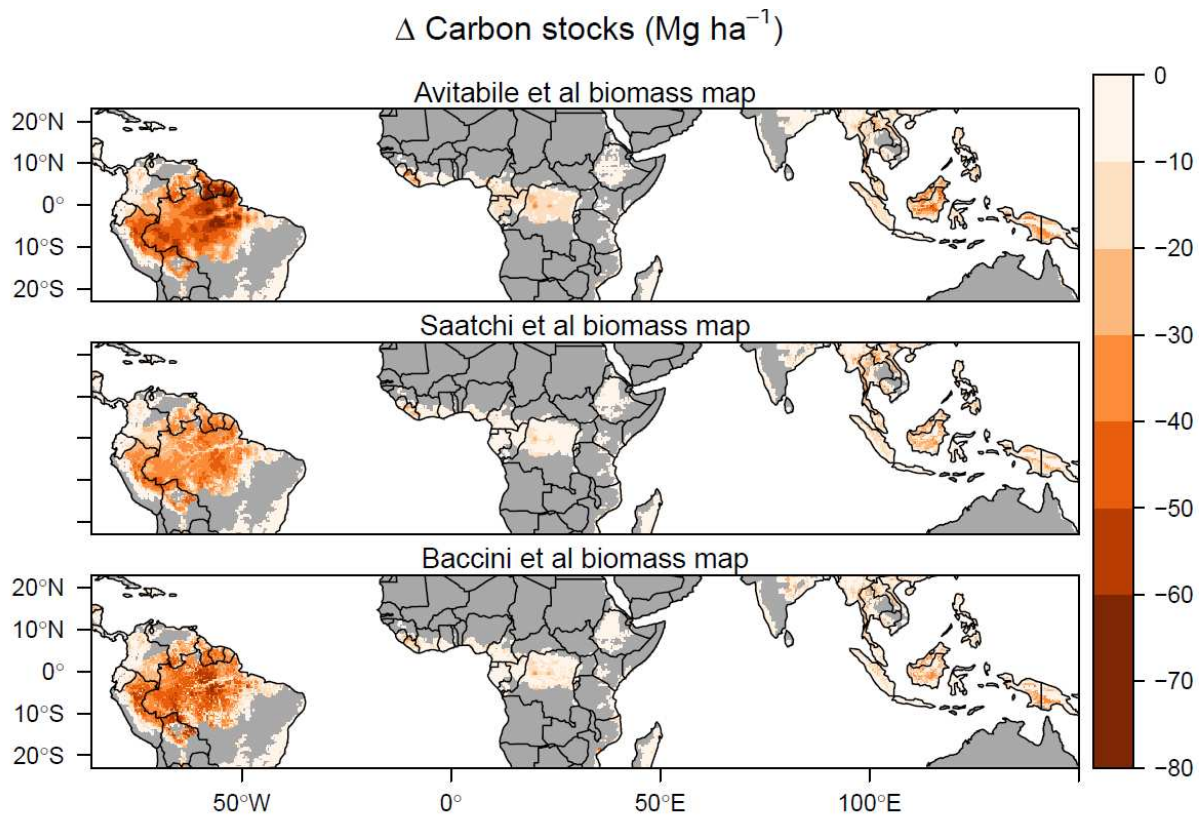 Δ Carbon stocks (Mg ha⁻¹)
Avitabile et al biomass map
20°N
10°N
0°
10°S
20°S
Saatchi et al biomass map
Baccini et al biomass map
20°N
10°N
0°
10°S
20°S
50°W
0°
50°E
100°E
0
−10
−20
−30
−40
−50
−60
−70
−80